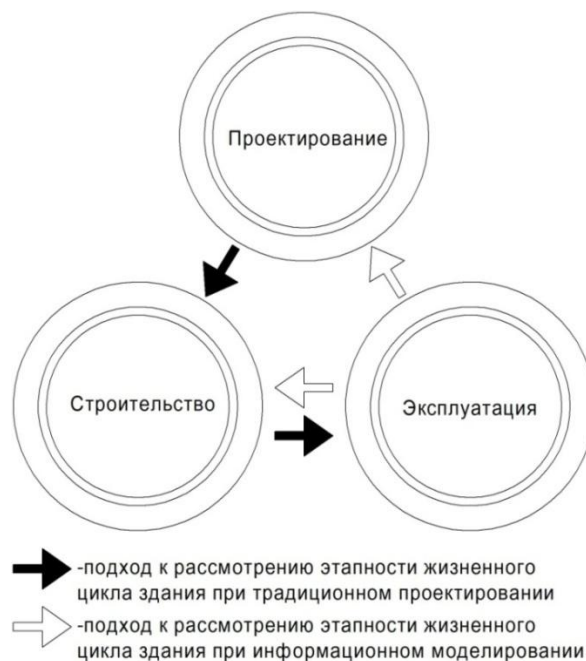 Проектирование
Строительство
Эксплуатация
-подход к рассмотрению этапности жизненного
цикла здания при традиционном проектировании
-подход к рассмотрению этапности жизненного
цикла здания при информационном моделировании